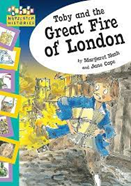 HOPSCOTCH
HISTORIES
Toby and the
Great Fire of
London
by Margaret Nash
and Jane Cope